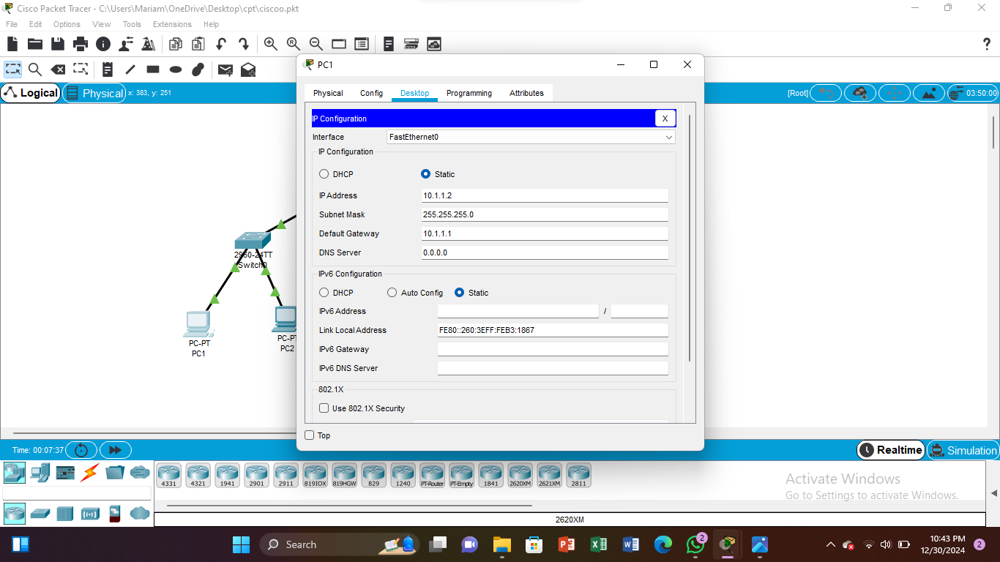 Cisco Packet Tracer - C:\Users\Mariam\OneDrive\Desktop\cpt\ciscoo.pkt
File Edit Options View Tools Extensions Help
?
Logical Physical x: 383, y: 251
[Root] 03:50:00
PC1
Physical Config Desktop Programming Attributes
IP Configuration X
Interface FastEthernet0
IP Configuration
DHCP Static
IP Address 10.1.1.2
Subnet Mask 255.255.255.0
Default Gateway 10.1.1.1
DNS Server 0.0.0.0
IPv6 Configuration
DHCP Auto Config Static
IPv6 Address /
Link Local Address FE80::260:3EFF:FEB3:1867
IPv6 Gateway
IPv6 DNS Server
802.1X
Use 802.1X Security
Top
2950-24TT
Switch0
PC-PT
PC1
PC-PT
PC2
Time: 00:07:37
Realtime Simulation
4331 4321 1941 2901 2911 819IOX 819HGW 829 1240 PT-Router PT-Empty 1841 2620XM 2621XM 2811
Activate Windows
Go to Settings to activate Windows.
2620XM
Search
2
10:43 PM
12/30/2024
2